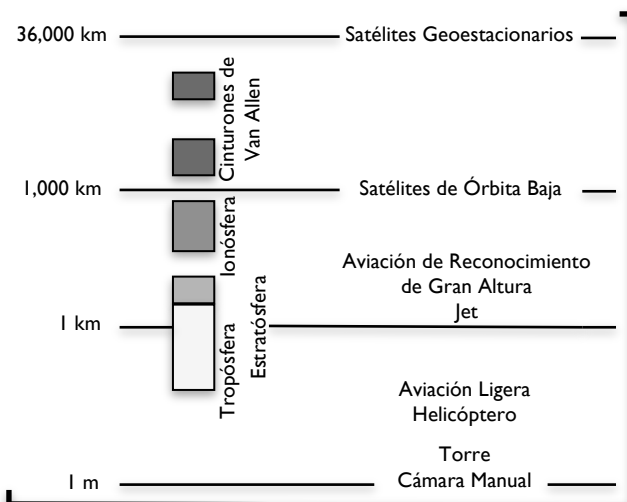 36,000 km
Satélites Geoestacionarios
Cinturones de
Van Allen
1,000 km
Satélites de Órbita Baja
Ionósfera
Aviación de Reconocimiento
de Gran Altura
Jet
1 km
Tropósfera
Estratósfera
Aviación Ligera
Helicóptero
Torre
1 m
Cámara Manual